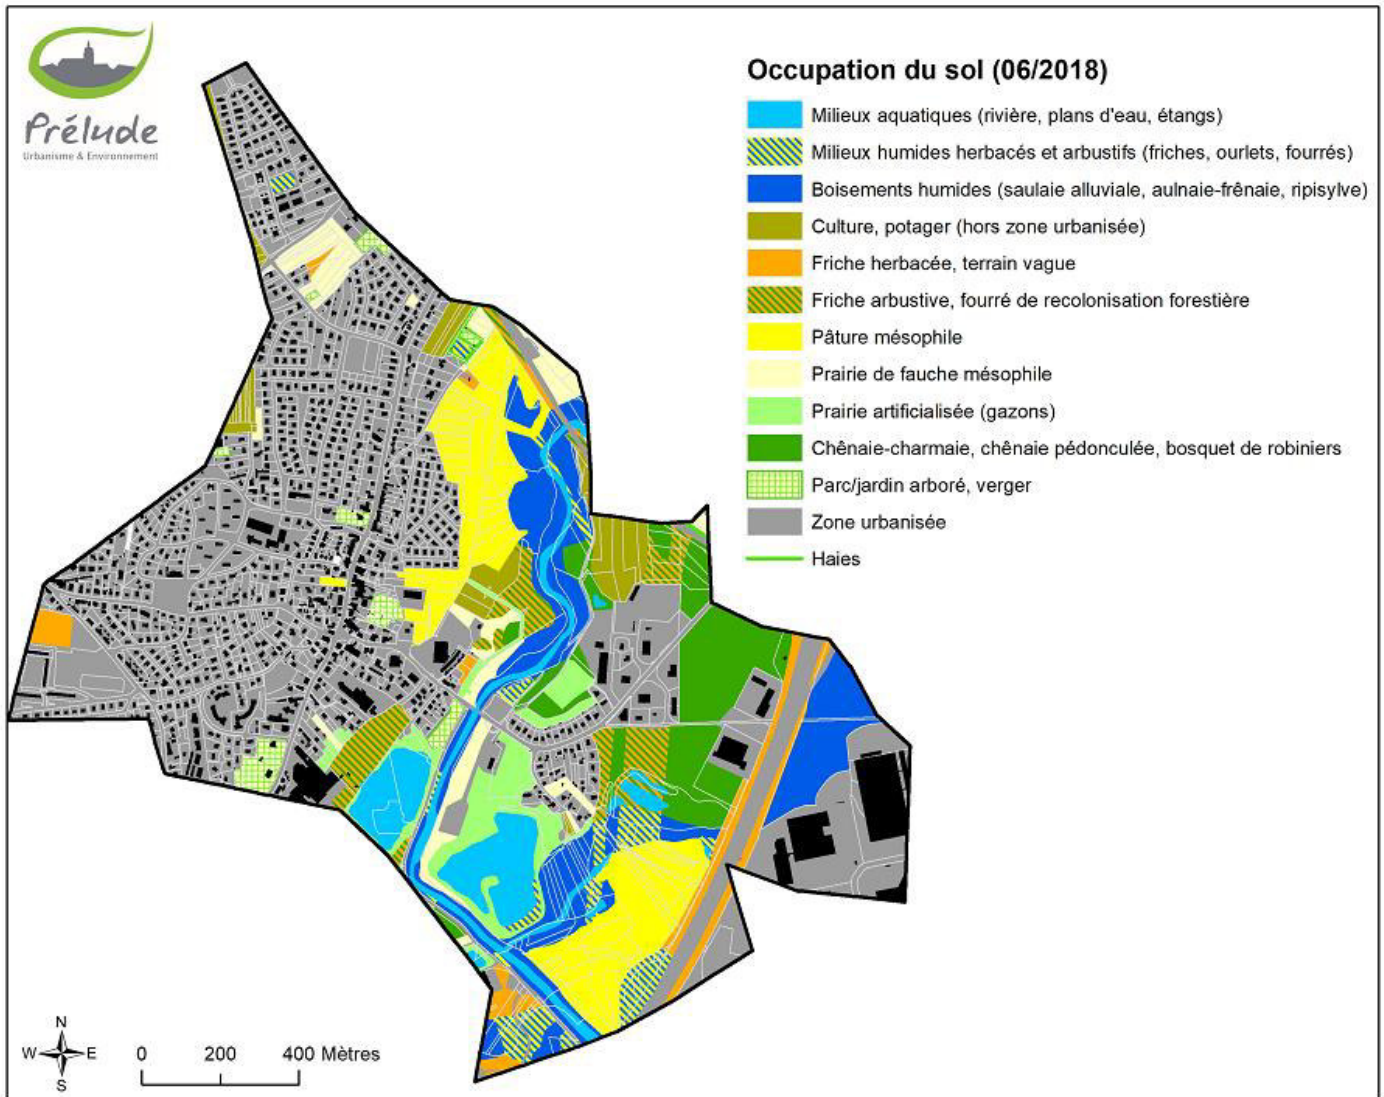 Prélude
Urbanisme & Environnement
Occupation du sol (06/2018)
Milieux aquatiques (rivière, plans d'eau, étangs)
Milieux humides herbacés et arbustifs (friches, ourlets, fourrés)
Boisements humides (saulaie alluviale, aulnaie-frênaie, ripisylve)
Culture, potager (hors zone urbanisée)
Friche herbacée, terrain vague
Friche arbustive, fourré de recolonisation forestière
Pâture mésophile
Prairie de fauche mésophile
Prairie artificialisée (gazons)
Chênaie-charmaie, chênaie pédonculée, bosquet de robiniers
Parc/jardin arboré, verger
Zone urbanisée
Haies
N
W E
S
0 200 400 Mètres